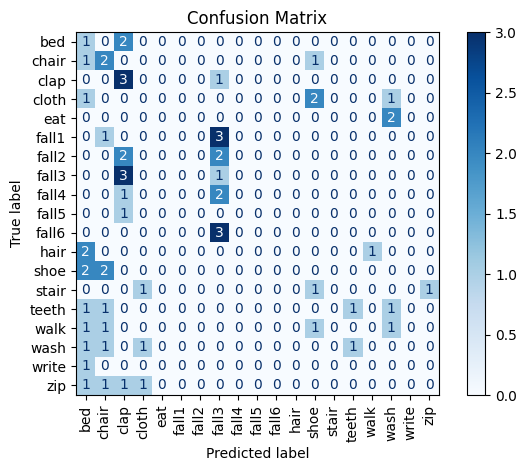 Confusion Matrix
True label
bed 1 0 2 0 0 0 0 0 0 0 0 0 0 0 0 0 0 0 0
chair 1 2 0 0 0 0 0 0 0 0 0 0 1 0 0 0 0 0 0
clap 0 0 3 0 0 0 0 1 0 0 0 0 0 0 0 0 0 0 0
cloth 1 0 0 0 0 0 0 0 0 0 0 0 2 0 0 0 1 0 0
eat 0 0 0 0 0 0 0 0 0 0 0 0 0 0 0 0 2 0 0
fall1 0 1 0 0 0 0 0 3 0 0 0 0 0 0 0 0 0 0 0
fall2 0 0 2 0 0 0 0 2 0 0 0 0 0 0 0 0 0 0 0
fall3 0 0 3 0 0 0 0 1 0 0 0 0 0 0 0 0 0 0 0
fall4 0 0 1 0 0 0 0 2 0 0 0 0 0 0 0 0 0 0 0
fall5 0 0 1 0 0 0 0 0 0 0 0 0 0 0 0 0 0 0 0
fall6 0 0 0 0 0 0 0 3 0 0 0 0 0 0 0 0 0 0 0
hair 2 0 0 0 0 0 0 0 0 0 0 0 0 0 0 1 0 0 0
shoe 2 2 0 0 0 0 0 0 0 0 0 0 0 0 0 0 0 0 0
stair 0 0 0 1 0 0 0 0 0 0 0 0 1 0 0 0 0 0 1
teeth 1 1 0 0 0 0 0 0 0 0 0 0 0 0 1 0 1 0 0
walk 1 1 0 0 0 0 0 0 0 0 0 0 1 0 0 0 1 0 0
wash 1 1 0 1 0 0 0 0 0 0 0 0 0 0 1 0 0 0 0
write 1 0 0 0 0 0 0 0 0 0 0 0 0 0 0 0 0 0 0
zip 1 1 1 1 0 0 0 0 0 0 0 0 0 0 0 0 0 0 0
bed chair clap cloth eat fall1 fall2 fall3 fall4 fall5 fall6 hair shoe stair teeth walk wash write zip
Predicted label
3.0
2.5
2.0
1.5
1.0
0.5
0.0